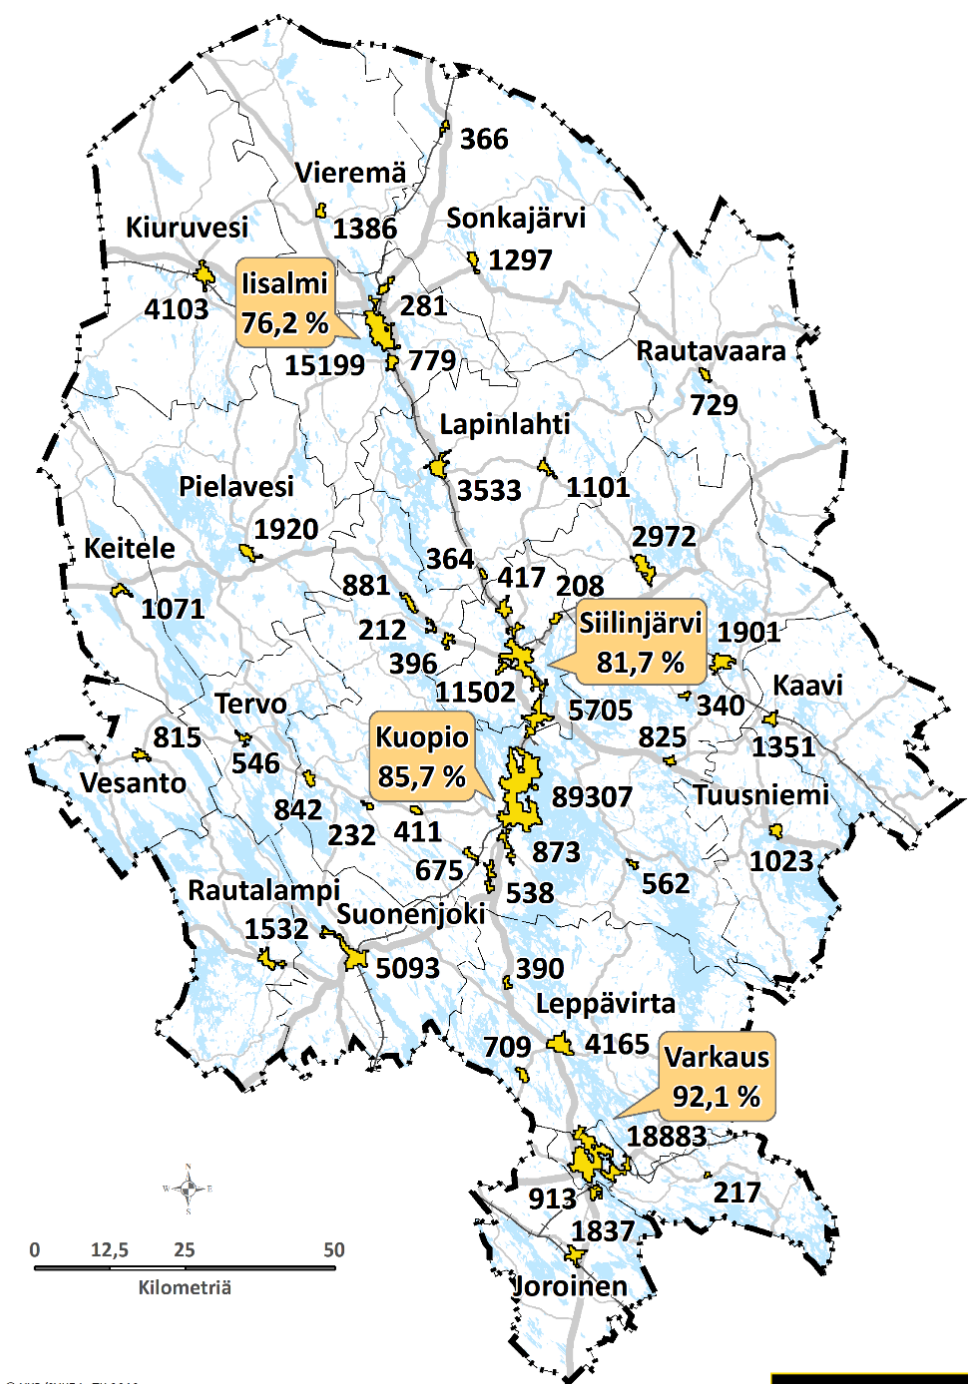 366
Vieremä
1386
Sonkajärvi
1297
Kiuruvesi
4103
Iisalmi
76,2 %
281
15199
779
Rautavaara
729
Lapinlahti
3533
1101
Pielavesi
1920
2972
Keitele
1071
364
417
208
881
212
396
Siilinjärvi
81,7 %
11502
1901
340
Kaavi
1351
5705
825
Tervo
546
815
Vesanto
Kuopio
85,7 %
842
232
411
89307
Tuusniemi
1023
873
675
538
562
Rautalampi
1532
Suonenjoki
5093
390
Leppävirta
4165
709
Varkaus
92,1 %
18883
217
913
1837
Joroinen
N
W E
S
0 12,5 25 50
Kilometriä